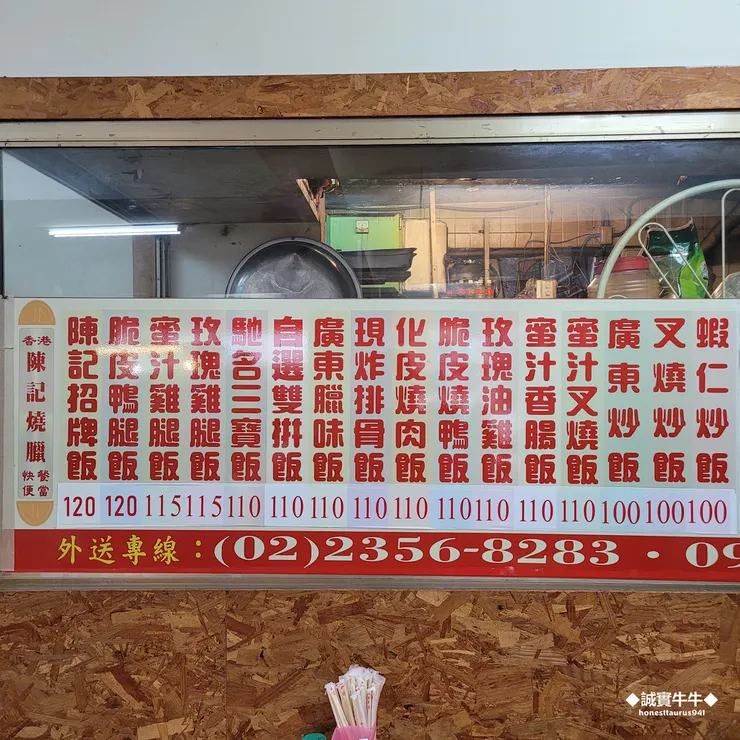 香港
陳記燒臘
快餐
便當
陳記招牌飯 120
脆皮鴨腿飯 120
蜜汁雞腿飯 115
玫瑰雞腿飯 115
馳名三寶飯 110
自選雙拼飯 110
廣東臘味飯 110
現炸排骨飯 110
化皮燒肉飯 110
脆皮燒鴨飯 110
玫瑰油雞飯 110
蜜汁香腸飯 110
蜜汁叉燒飯 110
廣東炒飯 100
叉燒炒飯 100
蝦仁炒飯 100
外送專線：(02)2356-8283 · 09
◆誠實牛牛◆
honesttaurus941